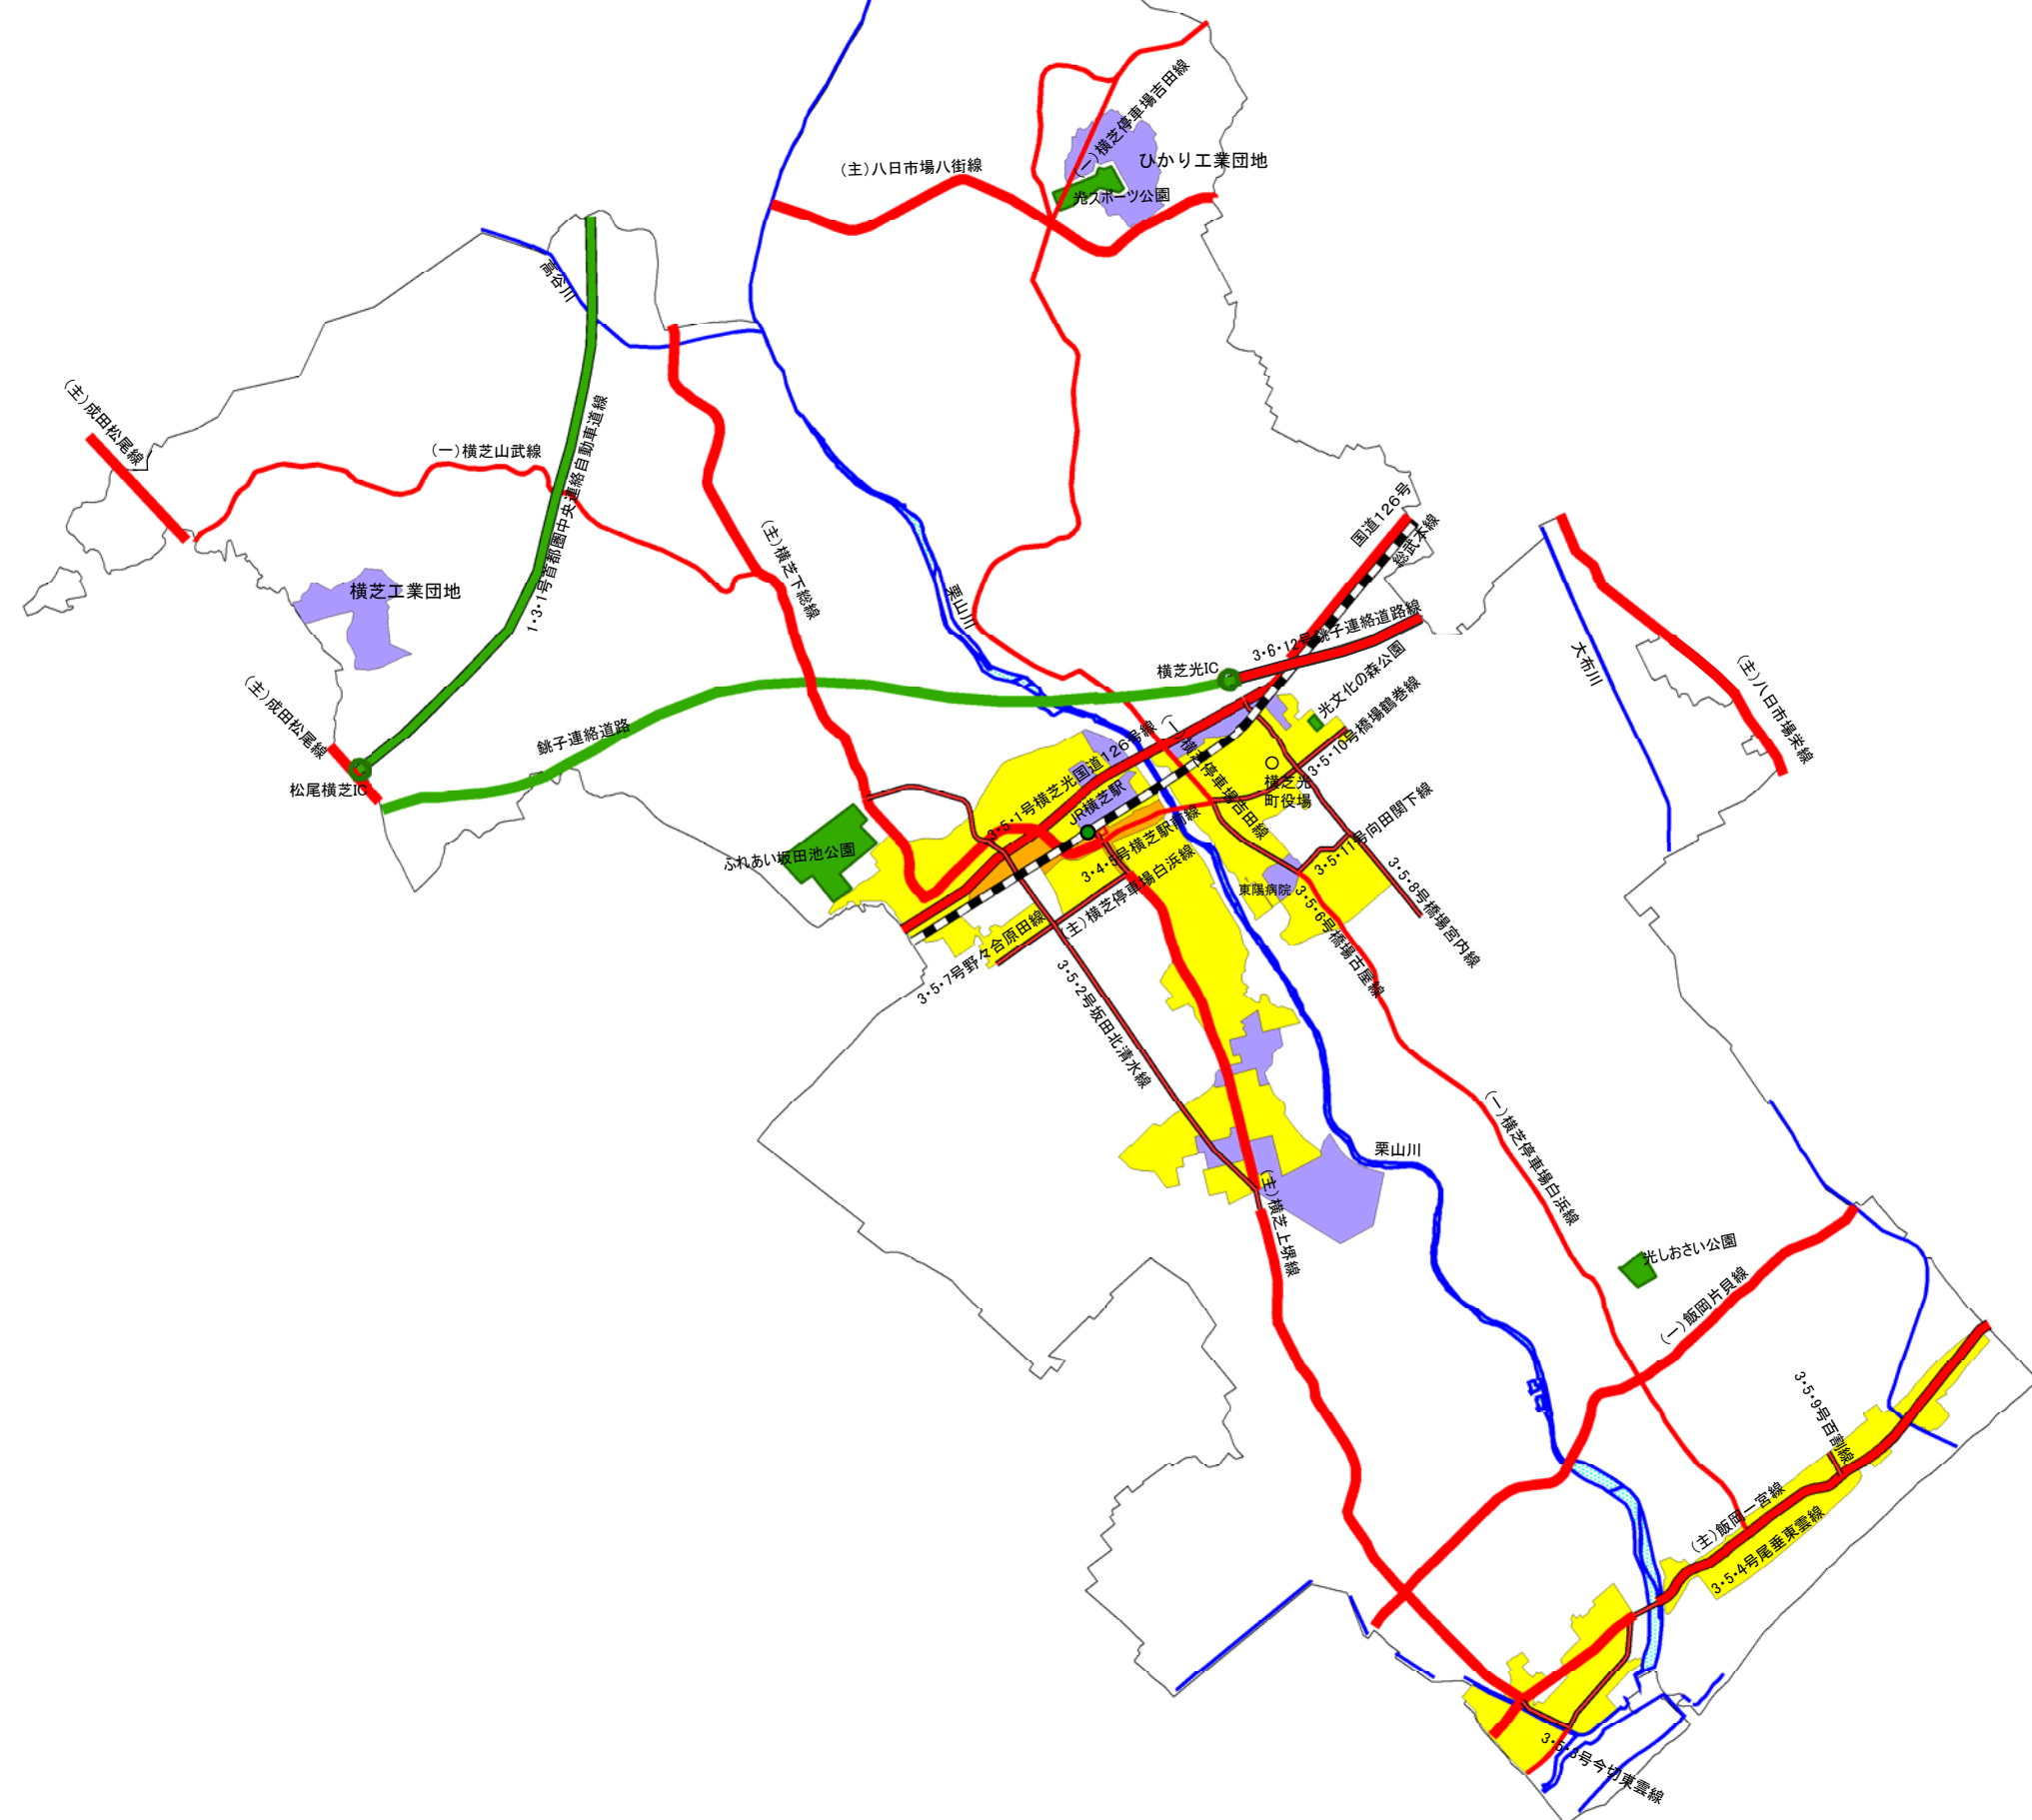 (一)横芝停車場吉田線
(主)八日市場八街線
ひかり工業団地
光スポーツ公園
高谷川
(主)成田松尾線
(一)横芝山武線
1・3・1号首都圏中央連絡自動車道線
国道126号
総武本線
(主)横芝下総線
横芝工業団地
栗山川
3・6・12号銚子連絡道路線
大布川
横芝光IC
光文化の森公園
(主)八日市場栄線
(主)成田松尾線
3・5・10号橋場鶴巻線
銚子連絡道路
3・5・1号横芝光国道126号線
(一)横芝停車場吉田線
松尾横芝IC
横芝光
町役場
JR横芝駅
3・5・11号向田関下線
3・4・5号横芝駅前線
ふれあい坂田池公園
東陽病院
3・5・8号橋場宮内線
(主)横芝停車場白浜線
3・5・6号橋場古屋線
3・5・7号野々合原田線
3・5・2号坂田北清水線
栗山川
(一)横芝停車場白浜線
(主)横芝上堺線
光しおさい公園
(一)飯岡片貝線
3・5・9号百割線
(主)飯岡一宮線
3・5・4号尾垂東雲線
3・5・3号今切東雲線